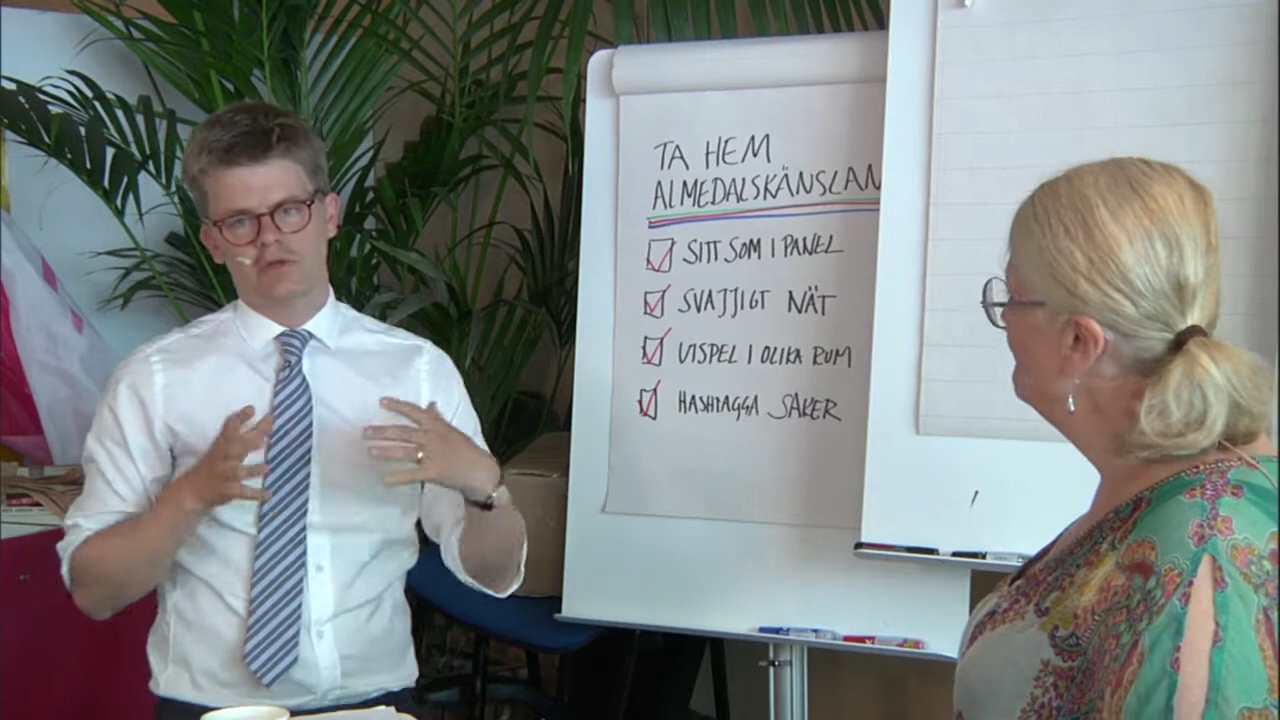 TA HEM
ALMEDALSKÄNSLAN
SITT SOM I PANEL
SVAJJIGT NÄT
UTSPEL I OLIKA RUM
HASHTAGGA SAKER